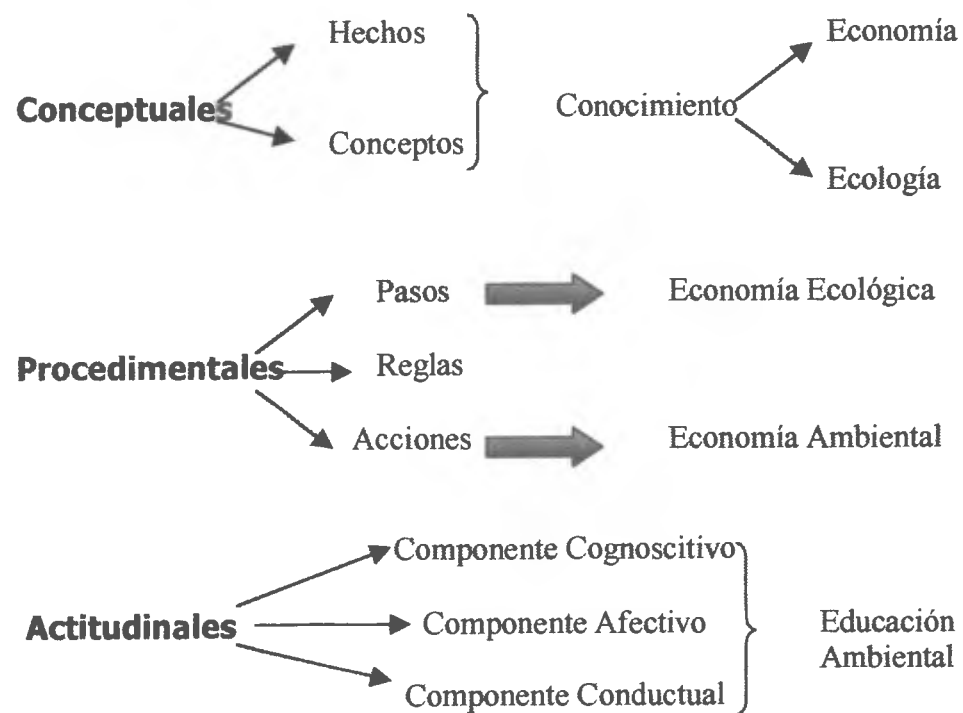 Hechos
Economía
Conceptuales
Conocimiento
Conceptos
Ecología
Pasos
Economía Ecológica
Procedimentales
Reglas
Acciones
Economía Ambiental
Componente Cognoscitivo
Actitudinales
Componente Afectivo
Educación
Ambiental
Componente Conductual